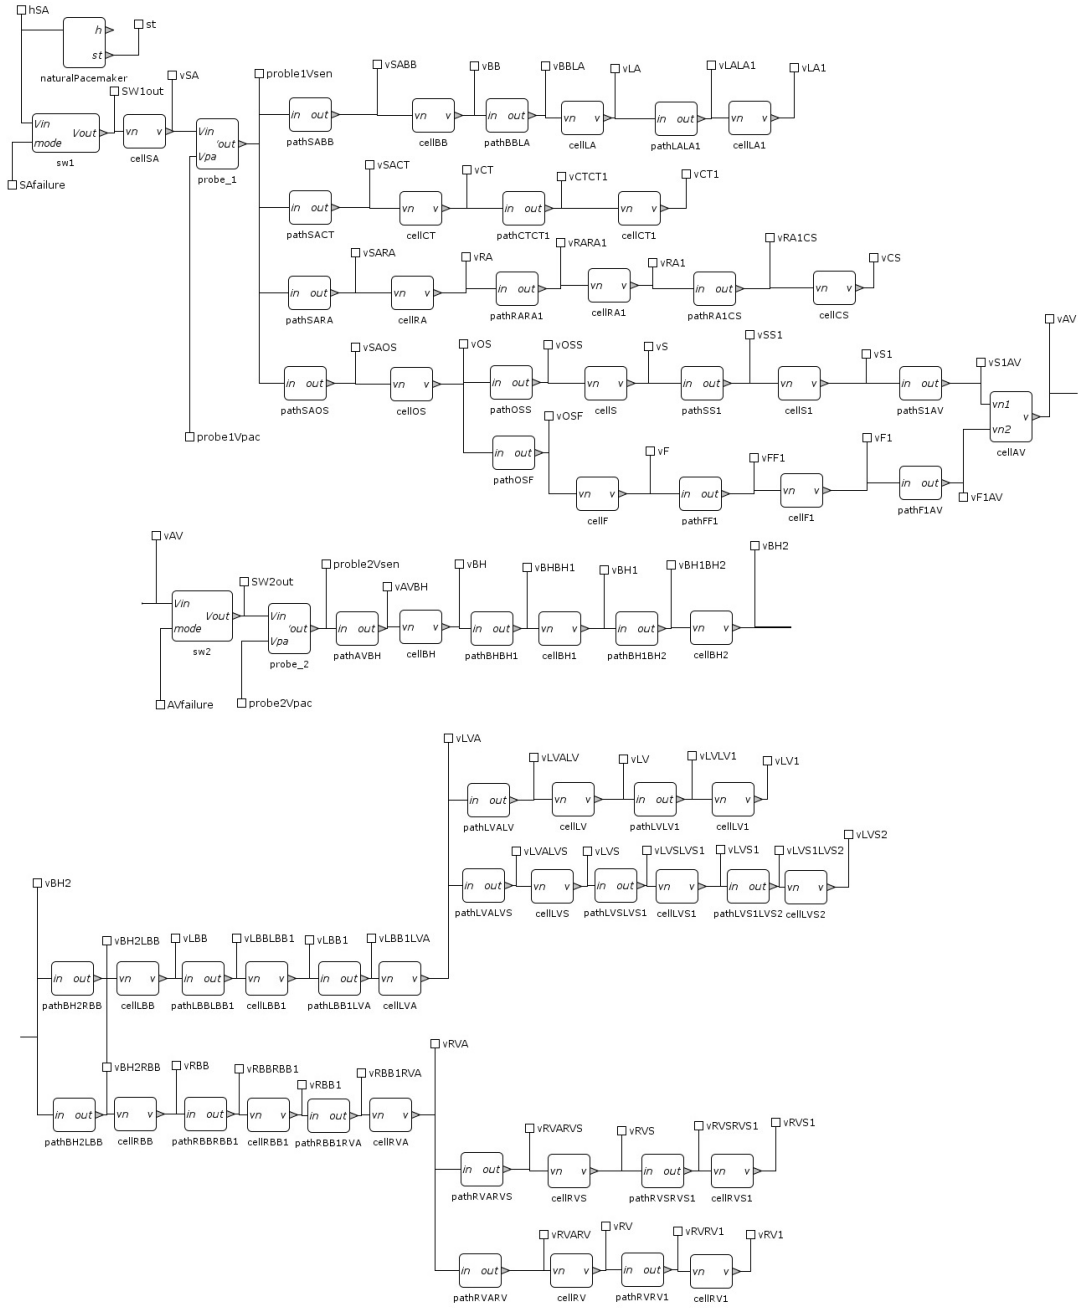 hSA
h
st
st
naturalPacemaker
SW1out
vSA
proble1Vsen
Vin
Vout
mode
sw1
vn
v
cellSA
Vin
'out
Vpa
probe_1
SAfailure
probe1Vpac
vSABB
vBB
vBBLA
vLA
vLALA1
vLA1
in out
vn v
in out
vn v
in out
vn v
pathSABB
cellBB
pathBBLA
cellLA
pathLALA1
cellLA1
vSACT
vCT
vCTCT1
vCT1
in out
vn v
in out
vn v
pathSACT
cellCT
pathCTCT1
cellCT1
vSARA
vRA
vRARA1
vRA1
vRA1CS
vCS
in out
vn v
in out
vn v
in out
vn v
pathSARA
cellRA
pathRARA1
cellRA1
pathRA1CS
cellCS
vSAOS
vOS
vOSS
vS
vSS1
vS1
vS1AV
vAV
in out
vn v
in out
vn v
in out
vn v
in out
vn1
v
vn2
pathSAOS
cellOS
pathOSS
cellS
pathSS1
cellS1
pathS1AV
cellAV
vOSF
vF
vFF1
vF1
in out
vn v
in out
vn v
in out
vF1AV
pathOSF
cellF
pathFF1
cellF1
pathF1AV
vAV
SW2out
proble2Vsen
vAVBH
vBH
vBHBH1
vBH1
vBH1BH2
vBH2
Vin
Vout
mode
sw2
Vin
'out
Vpa
probe_2
in out
vn v
in out
vn v
in out
vn v
pathAVBH
cellBH
pathBHBH1
cellBH1
pathBH1BH2
cellBH2
AVfailure
probe2Vpac
vLVA
vLVALV
vLV
vLVLV1
vLV1
in out
vn v
in out
vn v
pathLVALV
cellLV
pathLVLV1
cellLV1
vLVALVS
vLVS
vLVSLVS1
vLVS1
vLVS1LVS2
vLVS2
in out
vn v
in out
vn v
in out
vn v
pathLVALVS
cellLVS
pathLVSLVS1
cellLVS1
pathLVS1LVS2
cellLVS2
vBH2
vBH2LBB
vLBB
vLBBLBB1
vLBB1
vLBB1LVA
in out
vn v
in out
vn v
in out
vn v
pathBH2RBB
cellLBB
pathLBBLBB1
cellLBB1
pathLBB1LVA
cellLVA
vBH2RBB
vRBB
vRBBRBB1
vRBB1
vRBB1RVA
vRVA
in out
vn v
in out
vn v
in out
vn v
pathBH2LBB
cellRBB
pathRBBRBB1
cellRBB1
pathRBB1RVA
cellRVA
vRVARVS
vRVS
vRVSRVS1
vRVS1
in out
vn v
in out
vn v
pathRVARVS
cellRVS
pathRVSRVS1
cellRVS1
vRVARV
vRV
vRVRV1
vRV1
in out
vn v
in out
vn v
pathRVARV
cellRV
pathRVRV1
cellRV1